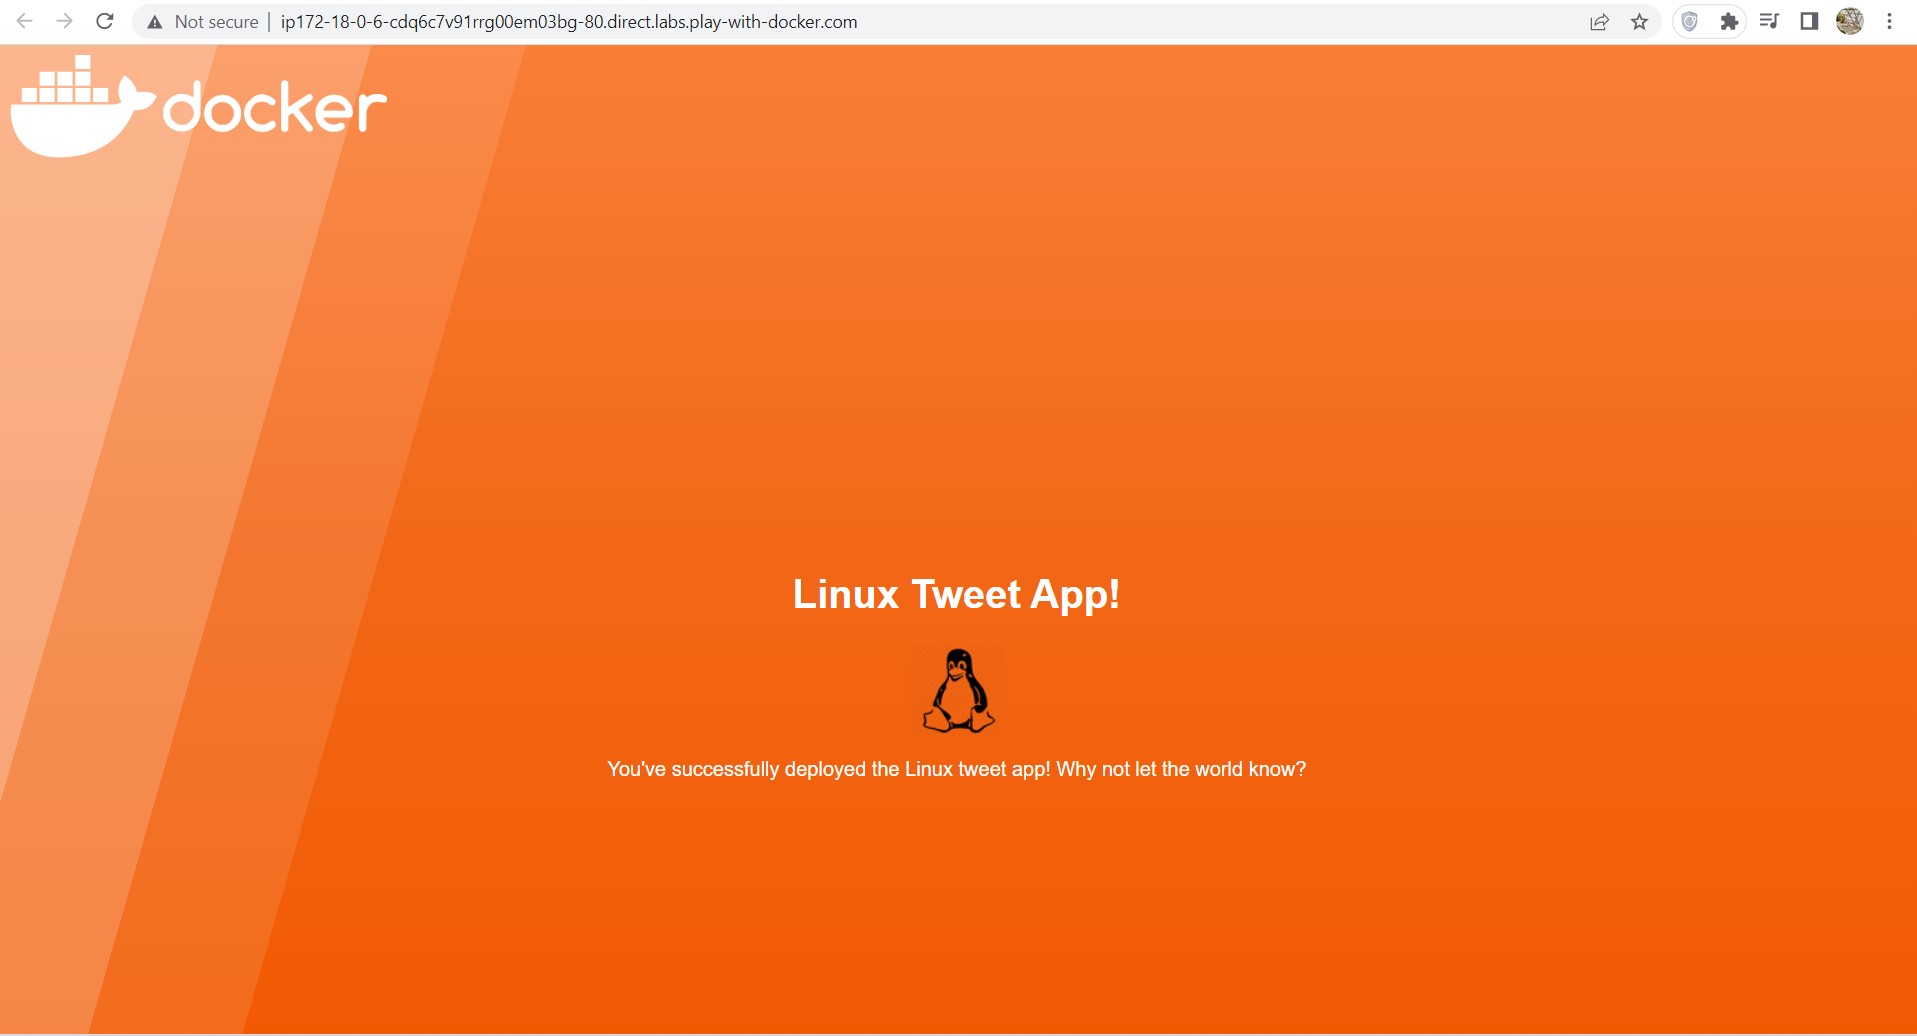 Not secure
ip172-18-0-6-cdq6c7v91rrg00em03bg-80.direct.labs.play-with-docker.com
docker
Linux Tweet App!
You've successfully deployed the Linux tweet app! Why not let the world know?